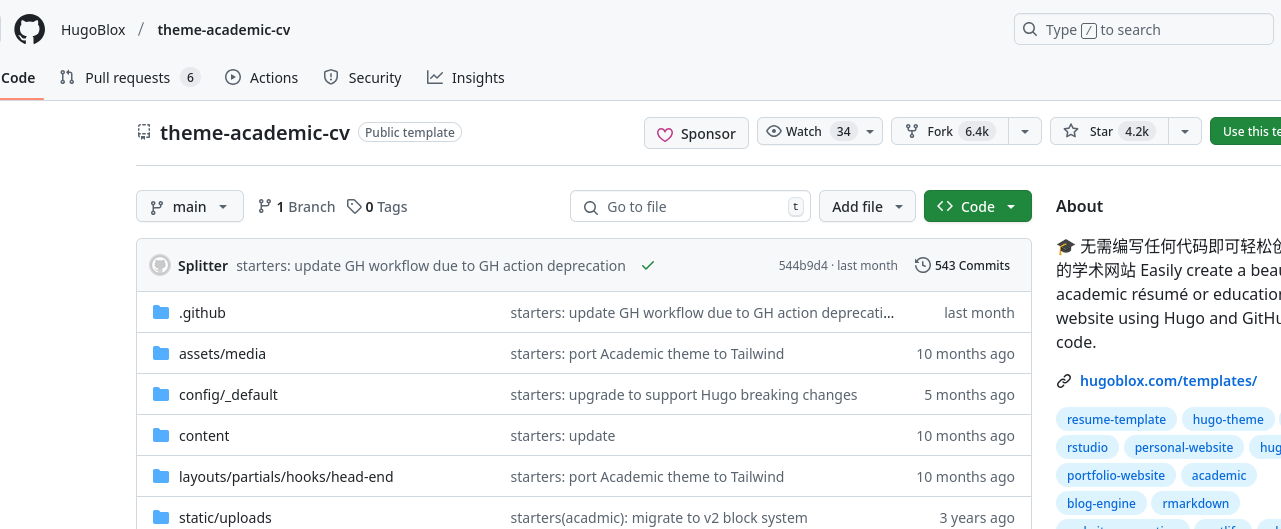 HugoBlox / theme-academic-cv
Type / to search
Code Pull requests 6 Actions Security Insights
theme-academic-cv Public template
Sponsor Watch 34 Fork 6.4k Star 4.2k Use this
main 1 Branch 0 Tags Go to file t Add file Code
Splitter starters: update GH workflow due to GH action deprecation 544b9d4 · last month 543 Commits
.github starters: update GH workflow due to GH action deprecati... last month
assets/media starters: port Academic theme to Tailwind 10 months ago
config/_default starters: upgrade to support Hugo breaking changes 5 months ago
content starters: update 10 months ago
layouts/partials/hooks/head-end starters: port Academic theme to Tailwind 10 months ago
static/uploads starters(acadmic): migrate to v2 block system 3 years ago
About
🎓 无需编写任何代码即可轻松创
的学术网站 Easily create a
academic résumé or
website using Hugo and
code.
hugoblox.com/templates/
resume-template hugo-theme
rstudio personal-website
portfolio-website academic
blog-engine rmarkdown